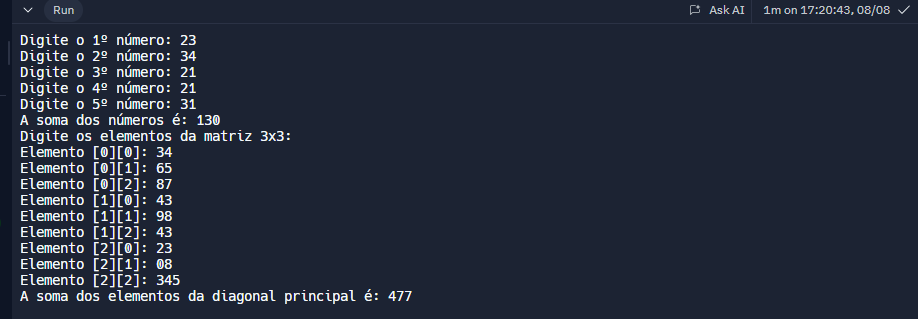 Run Ask AI 1m on 17:20:43, 08/08
Digite o 1º número: 23
Digite o 2º número: 34
Digite o 3º número: 21
Digite o 4º número: 21
Digite o 5º número: 31
A soma dos números é: 130
Digite os elementos da matriz 3x3:
Elemento [0][0]: 34
Elemento [0][1]: 65
Elemento [0][2]: 87
Elemento [1][0]: 43
Elemento [1][1]: 98
Elemento [1][2]: 43
Elemento [2][0]: 23
Elemento [2][1]: 08
Elemento [2][2]: 345
A soma dos elementos da diagonal principal é: 477